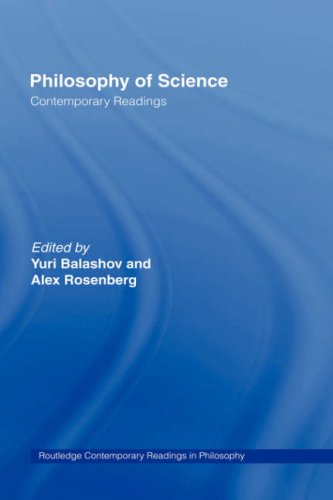 Philosophy of Science
Contemporary Readings
Edited by
Yuri Balashov and
Alex Rosenberg
Routledge Contemporary Readings in Philosophy